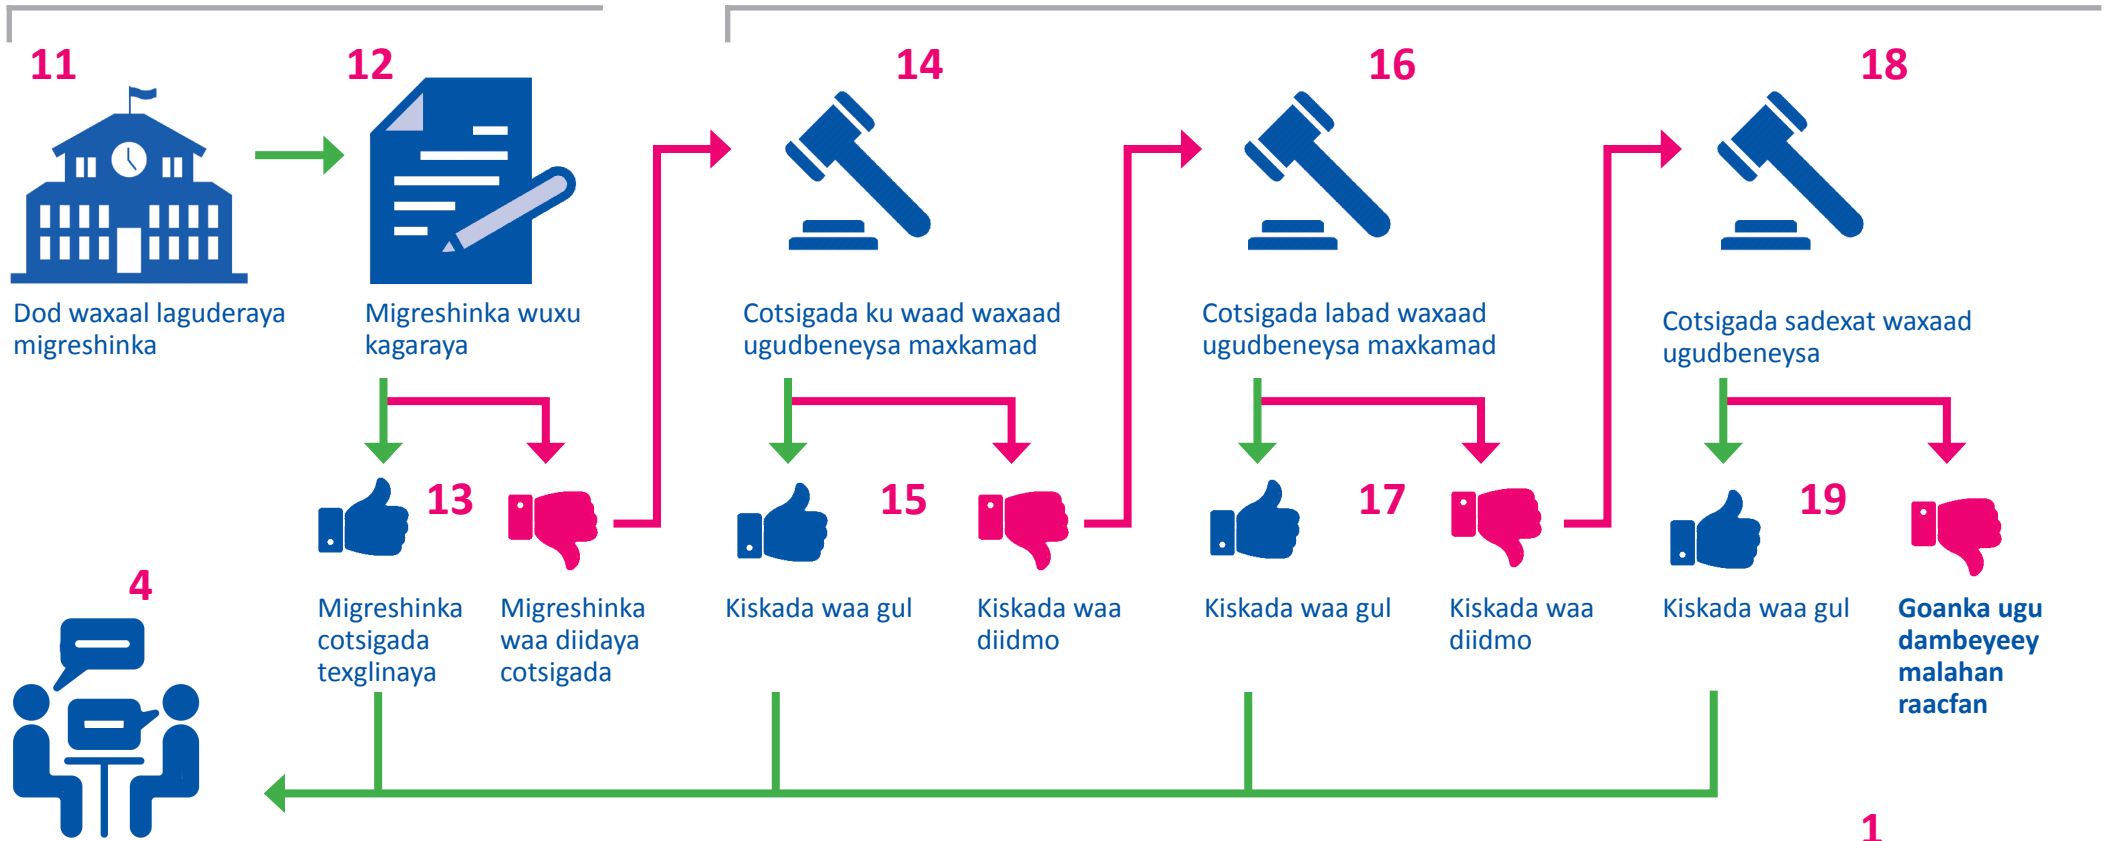 11
12
14
16
18
Dod waxaal laguderaya
migreshinka
Migreshinka wuxu
kagaraya
Cotsigada ku waad waxaad
ugudbeneysa maxkamad
Cotsigada labad waxaad
ugudbeneysa maxkamad
Cotsigada sadexat waxaad
ugudbeneysa
13
15
17
19
4
Migreshinka
cotsigada
texglinaya
Migreshinka
waa diidaya
cotsigada
Kiskada waa gul
Kiskada waa
diidmo
Kiskada waa gul
Kiskada waa
diidmo
Kiskada waa gul
Goanka ugu
dambeyeey
malahan
raacfan
1